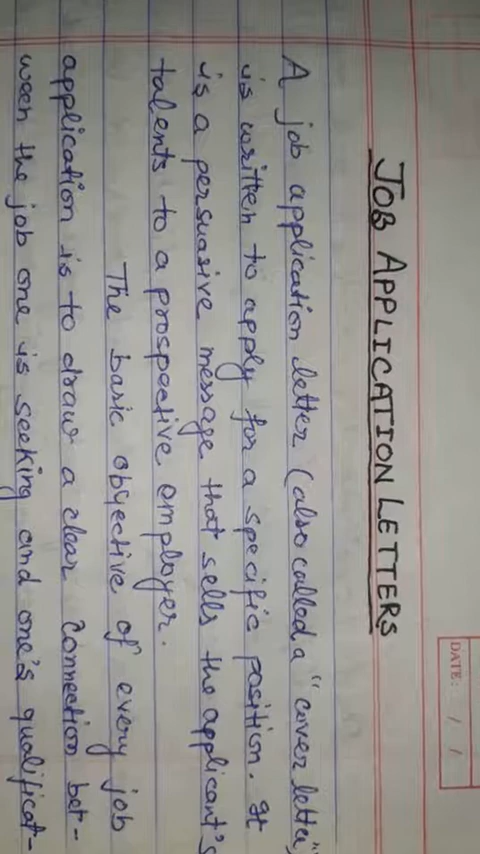 DATE: / /
JOB APPLICATION LETTERS
A job application letter (also called a "cover letter"
is written to apply for a specific position. It
is a persuasive message that sells the applicant's
talents to a prospective employer.
The basic objective of every job
application is to draw a clear connection bet-
ween the job one is seeking and one's qualificat-